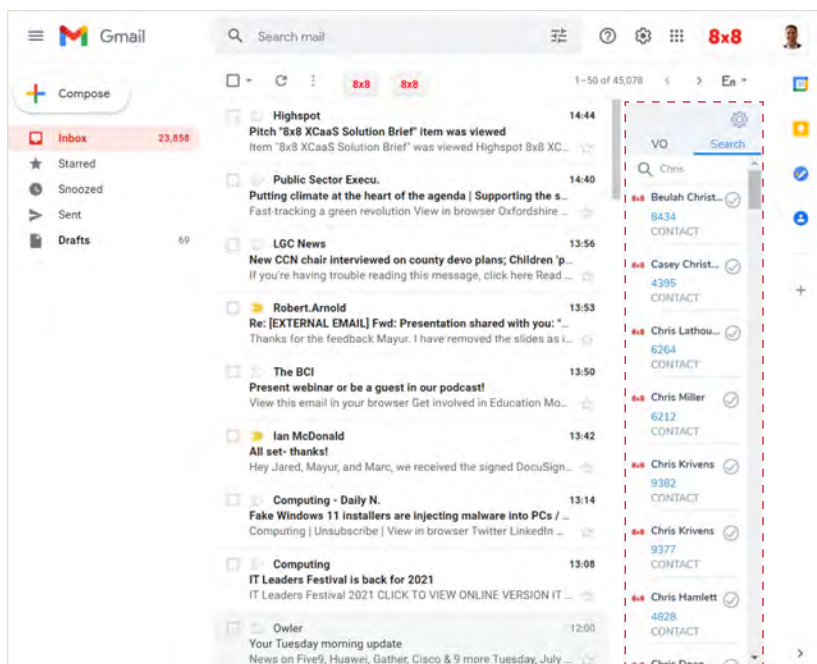 Gmail
Search mail
8x8
Compose
Inbox 23,858
Starred
Snoozed
Sent
Drafts 69
8x8 8x8
1–50 of 45,078
En
Highspot 14:44
Pitch "8x8 XCaaS Solution Brief" item was viewed
Item "8x8 XCaaS Solution Brief" was viewed Highspot 8x8 XC...
Public Sector Execu. 14:40
Putting climate at the heart of the agenda | Supporting the s...
Fast-tracking a green revolution View in browser Oxfordshire ...
LGC News 13:56
New CCN chair interviewed on county devo plans; Children 'p...
If you're having trouble reading this message, click here Read ...
Robert.Arnold 13:53
Re: [EXTERNAL EMAIL] Fwd: Presentation shared with you: "...
Thanks for the feedback Mayur. I have removed the slides as i...
The BCI 13:50
Present webinar or be a guest in our podcast!
View this email in your browser Get involved in Education Mo...
Ian McDonald 13:42
All set- thanks!
Hey Jared, Mayur, and Marc, we received the signed DocuSign...
Computing - Daily N. 13:14
Fake Windows 11 installers are injecting malware into PCs / ...
Computing | Unsubscribe | View in browser Twitter LinkedIn ...
Computing 13:08
IT Leaders Festival is back for 2021
IT Leaders Festival 2021 CLICK TO VIEW ONLINE VERSION IT ...
Owler 12:00
Your Tuesday morning update
News on Five9, Huawei, Gather, Cisco & 9 more Tuesday, July ...
VO Search
Chris
8x8 Beulah Christ...
8434
CONTACT
8x8 Casey Christ...
4395
CONTACT
8x8 Chris Lathou...
6264
CONTACT
8x8 Chris Miller
6212
CONTACT
8x8 Chris Krivens
9382
CONTACT
8x8 Chris Krivens
9377
CONTACT
8x8 Chris Hamlett
4828
CONTACT
8x8 Chris Dean